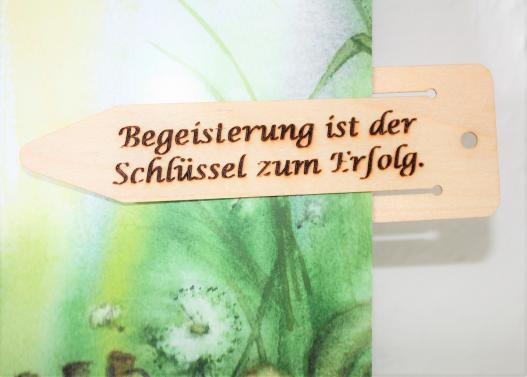 Begeisterung ist der
Schlüssel zum Erfolg.